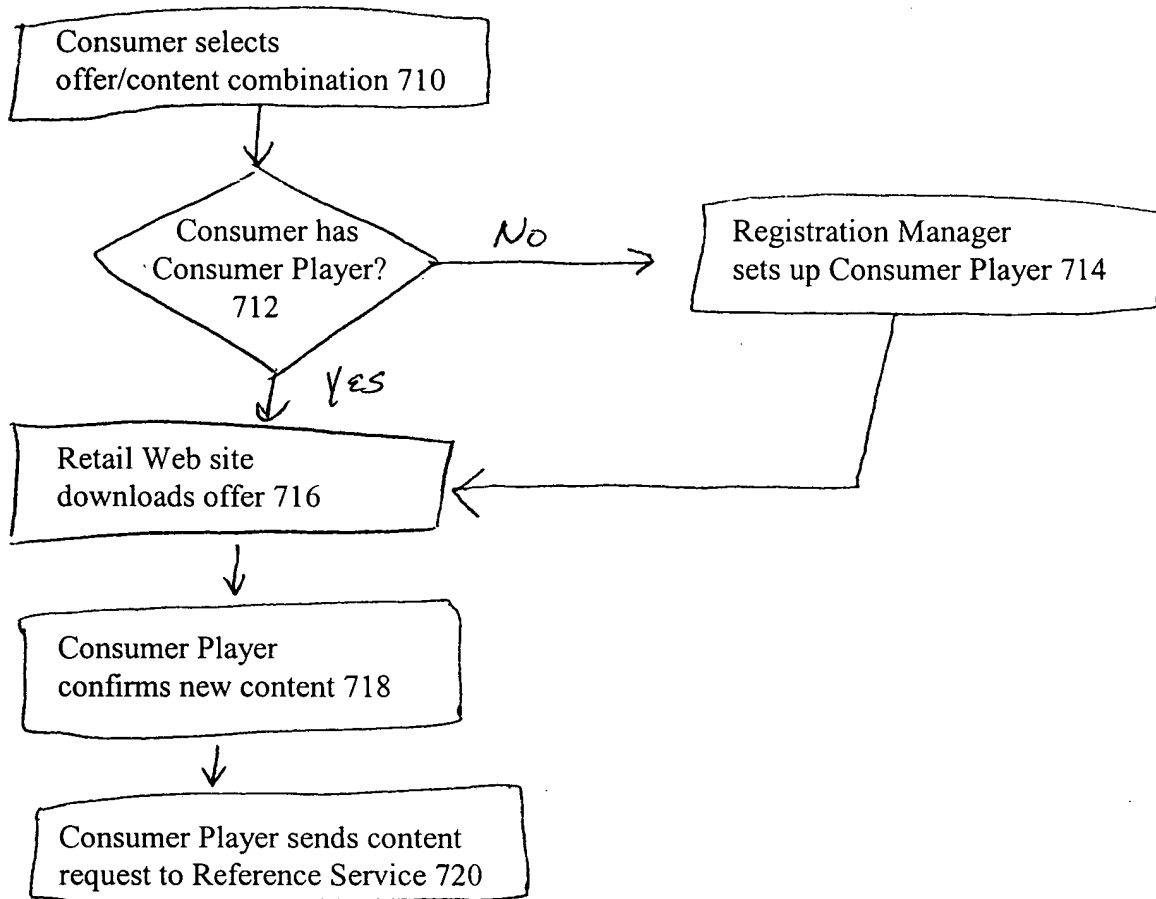 Consumer selects
offer/content combination 710
Consumer has
Consumer Player?
712
No
Registration Manager
sets up Consumer Player 714
YES
Retail Web site
downloads offer 716
Consumer Player
confirms new content 718
Consumer Player sends content
request to Reference Service 720